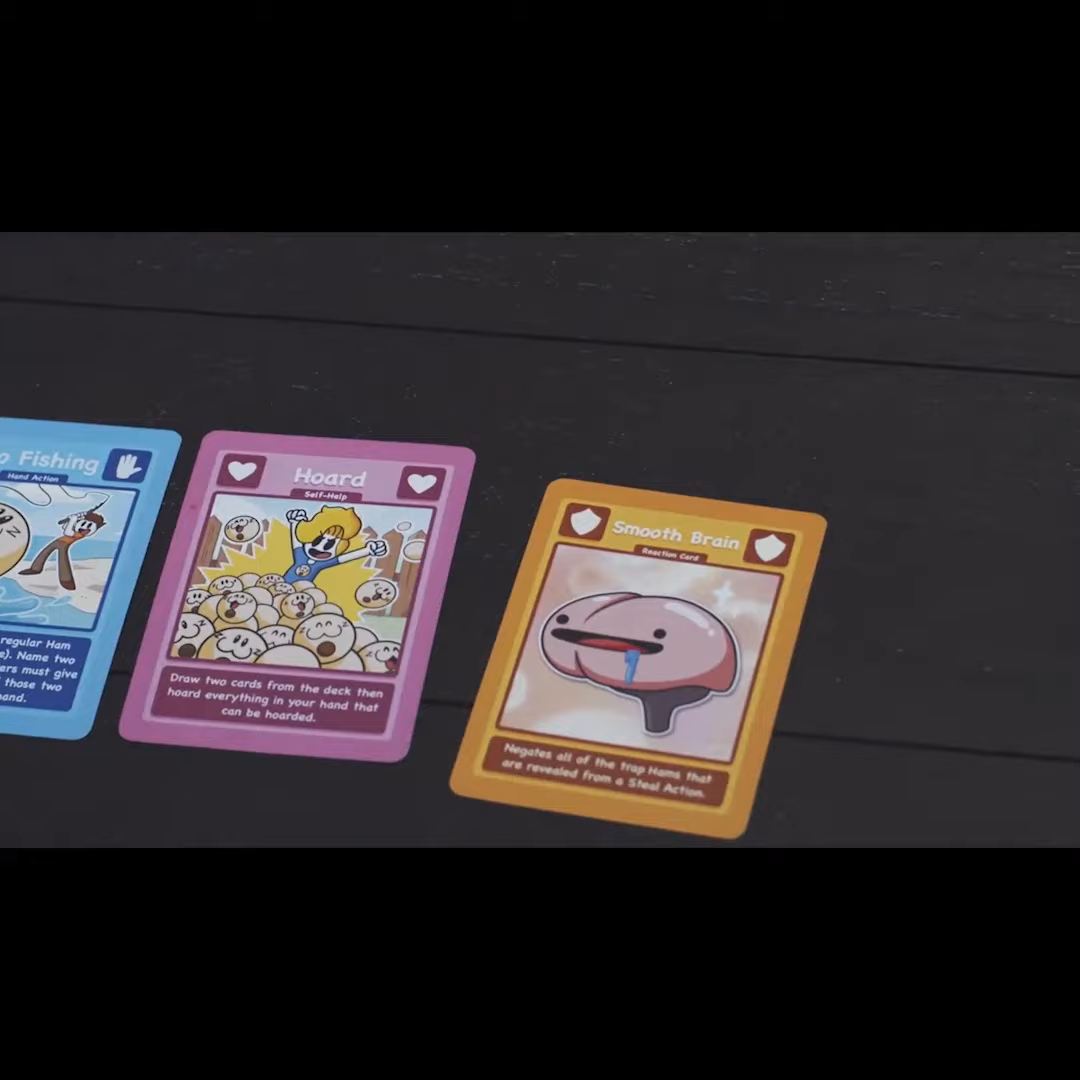 o Fishing
Hand Action
regular Ham
e). Name two
ers must give
those two
and.
Hoard
Self-Help
Draw two cards from the deck then
hoard everything in your hand that
can be hoarded.
Smooth Brain
Reaction Card
Negates all of the trap Hams that
are revealed from a Steal Action.